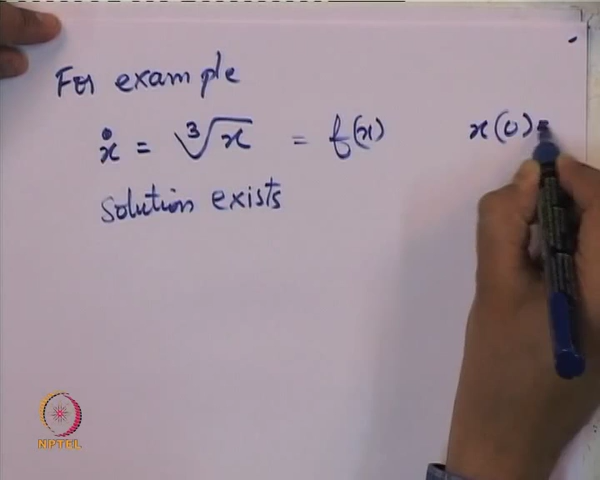 For example
ẋ = ∛x = f(x) x(0)=
solution exists
NPTEL